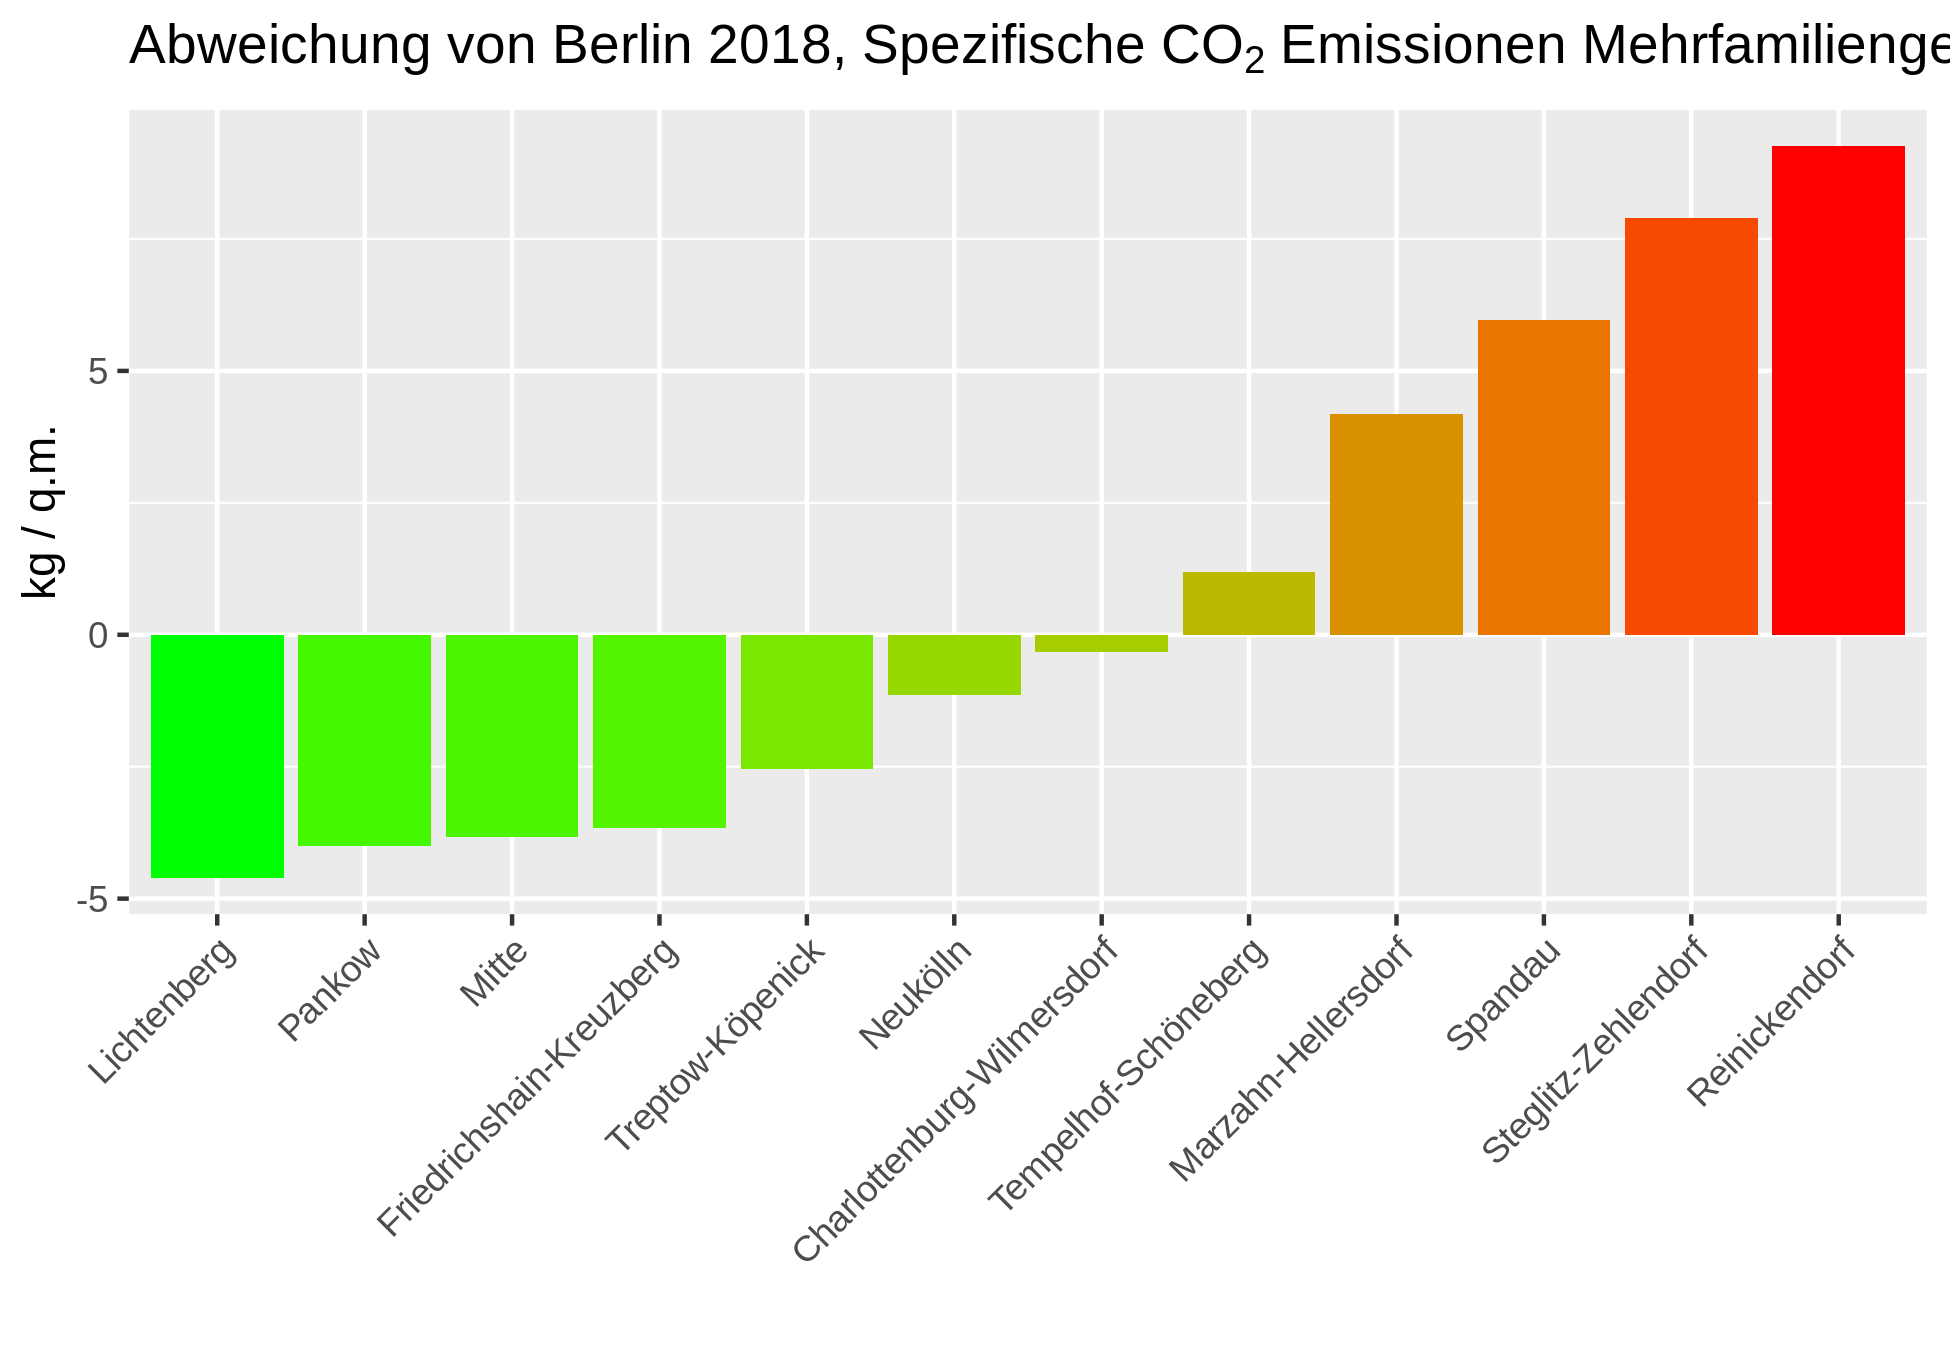 Abweichung von Berlin 2018, Spezifische CO₂ Emissionen Mehrfamilienge
kg / q.m.
5
0
-5
Lichtenberg
Pankow
Mitte
Friedrichshain-Kreuzberg
Treptow-Köpenick
Neukölln
Charlottenburg-Wilmersdorf
Tempelhof-Schöneberg
Marzahn-Hellersdorf
Spandau
Steglitz-Zehlendorf
Reinickendorf